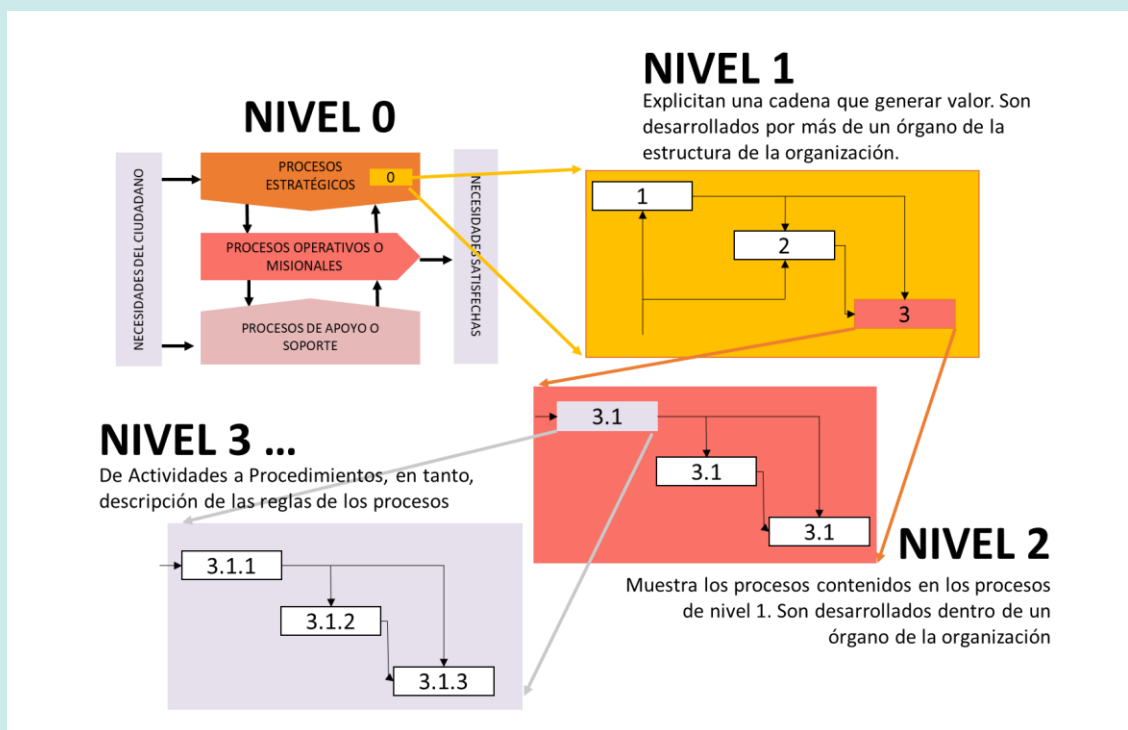 NIVEL 0
NECESIDADES DEL CIUDADANO
PROCESOS
ESTRATÉGICOS
0
PROCESOS OPERATIVOS O
MISIONALES
PROCESOS DE APOYO O
SOPORTE
NECESIDADES SATISFECHAS
NIVEL 1
Explicitan una cadena que generar valor. Son
desarrollados por más de un órgano de la
estructura de la organización.
1
2
3
3.1
3.1
3.1
NIVEL 2
Muestra los procesos contenidos en los procesos
de nivel 1. Son desarrollados dentro de un
órgano de la organización
NIVEL 3 ...
De Actividades a Procedimientos, en tanto,
descripción de las reglas de los procesos
3.1.1
3.1.2
3.1.3